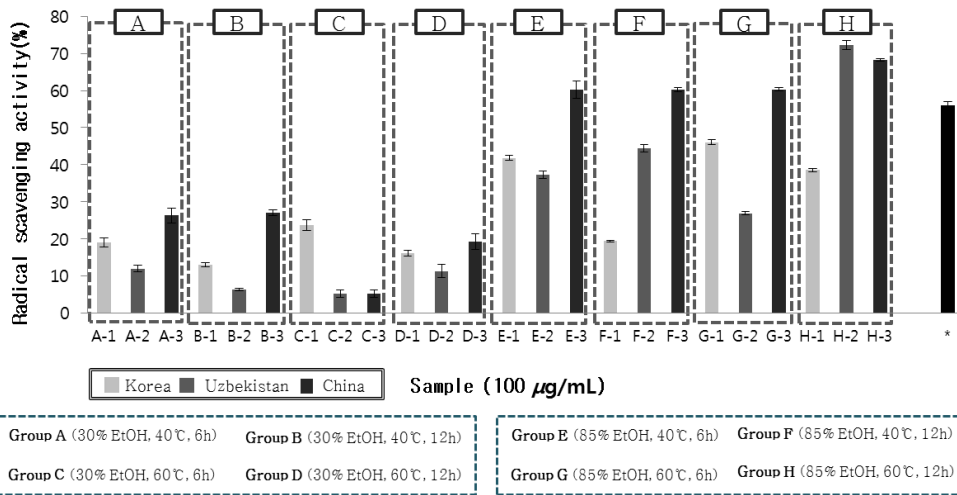 Radical scavenging activity(%)
80
70
60
50
40
30
20
10
0
A B C D E F G H
A-1 A-2 A-3 B-1 B-2 B-3 C-1 C-2 C-3 D-1 D-2 D-3 E-1 E-2 E-3 F-1 F-2 F-3 G-1 G-2 G-3 H-1 H-2 H-3 *
Korea Uzbekistan China
Sample (100 μg/mL)
Group A (30% EtOH, 40℃, 6h) Group B (30% EtOH, 40℃, 12h)
Group C (30% EtOH, 60℃, 6h) Group D (30% EtOH, 60℃, 12h)
Group E (85% EtOH, 40℃, 6h) Group F (85% EtOH, 40℃, 12h)
Group G (85% EtOH, 60℃, 6h) Group H (85% EtOH, 60℃, 12h)